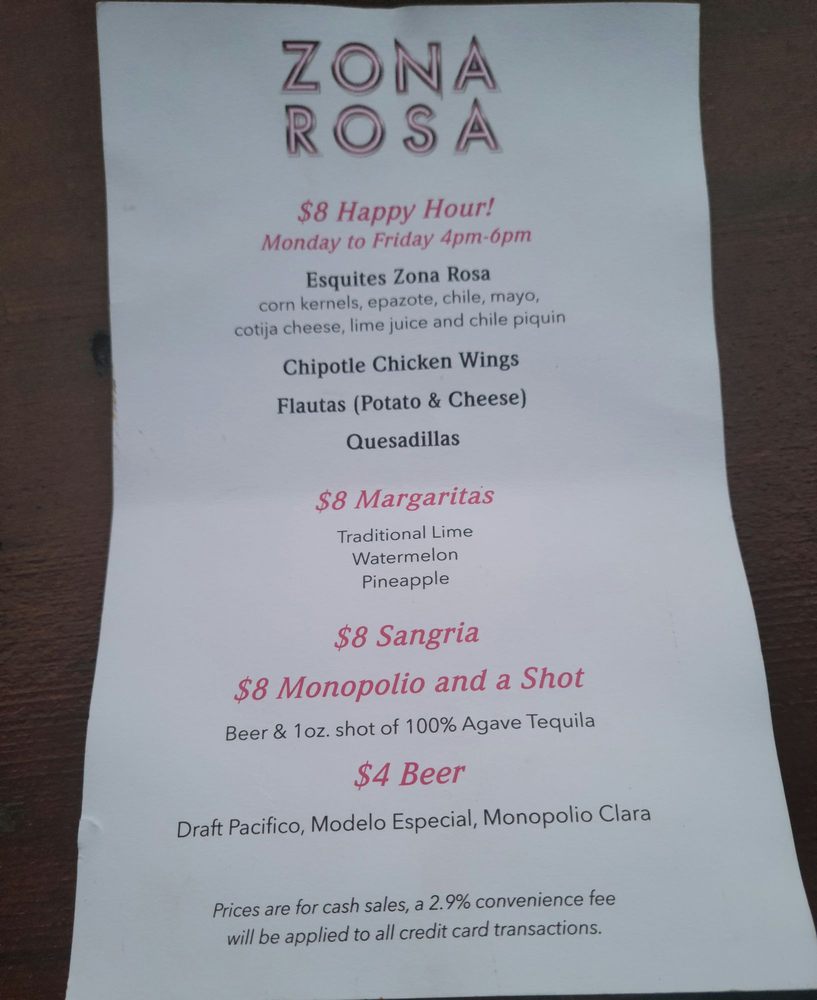 ZONA
ROSA
$8 Happy Hour!
Monday to Friday 4pm-6pm
Esquites Zona Rosa
corn kernels, epazote, chile, mayo,
cotija cheese, lime juice and chile piquin
Chipotle Chicken Wings
Flautas (Potato & Cheese)
Quesadillas
$8 Margaritas
Traditional Lime
Watermelon
Pineapple
$8 Sangria
$8 Monopolio and a Shot
Beer & 1oz. shot of 100% Agave Tequila
$4 Beer
Draft Pacifico, Modelo Especial, Monopolio Clara
Prices are for cash sales, a 2.9% convenience fee
will be applied to all credit card transactions.